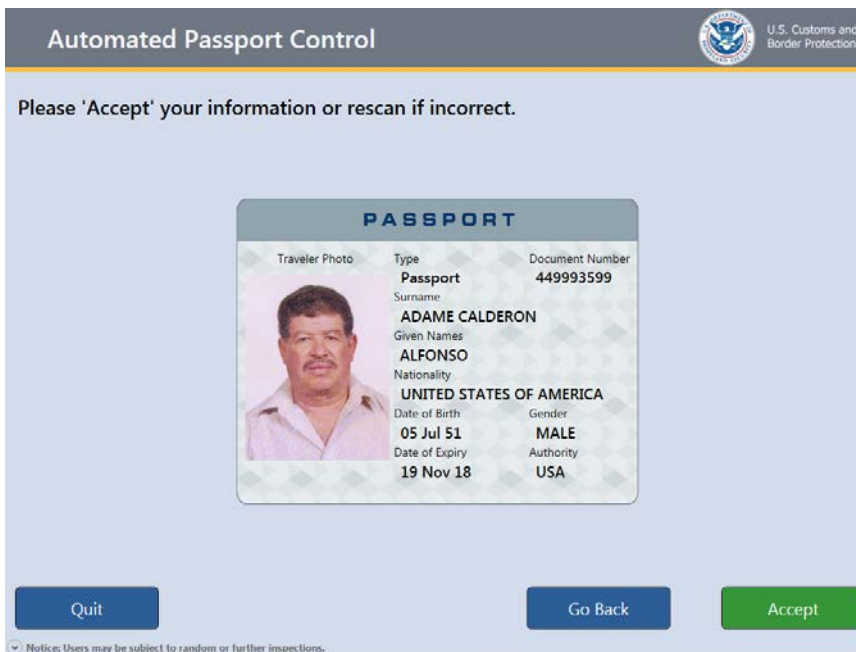 Automated Passport Control
U.S. Customs and
Border Protection
Please 'Accept' your information or rescan if incorrect.
PASSPORT
Traveler Photo
Type Document Number
Passport 449993599
Surname
ADAME CALDERON
Given Names
ALFONSO
Nationality
UNITED STATES OF AMERICA
Date of Birth Gender
05 Jul 51 MALE
Date of Expiry Authority
19 Nov 18 USA
Quit Go Back Accept
Notice: Users may be subject to random or further inspections.